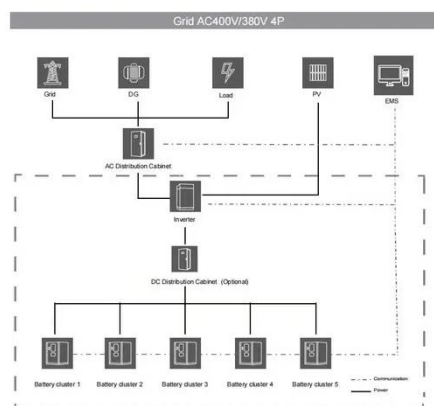 Grid AC400V/380V 4P
Grid
DG
Load
PV
EMS
AC Distribution Cabinet
Inverter
DC Distribution Cabinet (Optional)
Battery cluster 1
Battery cluster 2
Battery cluster 3
Battery cluster 4
Battery cluster 5
Communication
Power